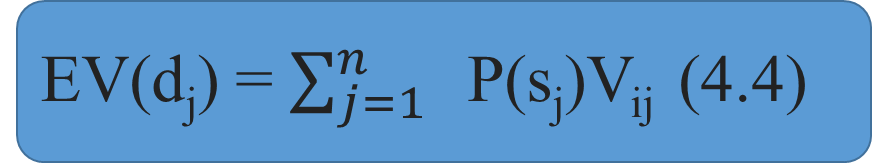 EV(dⱼ) = ∑ⁿⱼ₌₁ P(sⱼ)Vᵢⱼ (4.4)